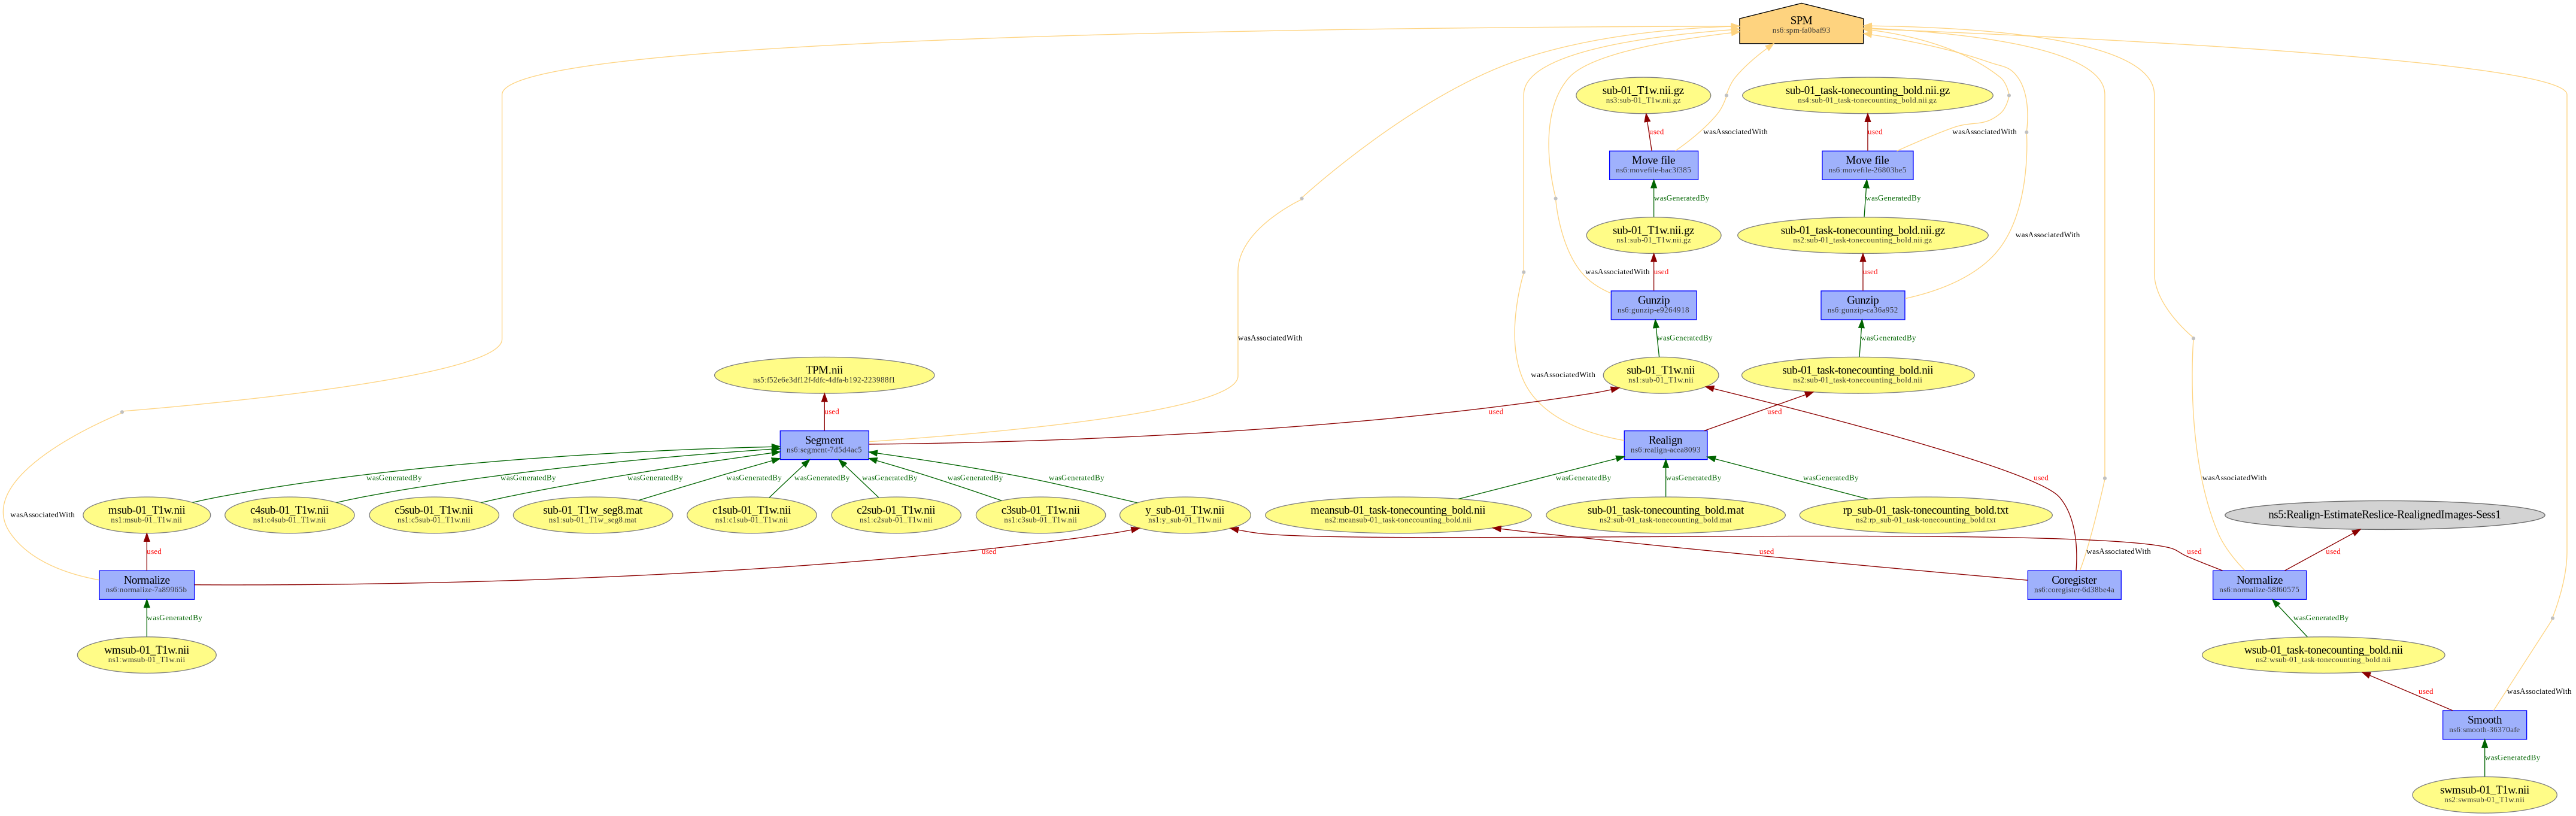 SPM
ns6:spm-fa0baf93
sub-01_T1w.nii.gz
ns3:sub-01_T1w.nii.gz
sub-01_task-tonecounting_bold.nii.gz
ns4:sub-01_task-tonecounting_bold.nii.gz
used
wasAssociatedWith
used
wasAssociatedWith
Move file
ns6:movefile-bac3f385
Move file
ns6:movefile-26803be5
wasGeneratedBy
wasGeneratedBy
sub-01_T1w.nii.gz
ns1:sub-01_T1w.nii.gz
sub-01_task-tonecounting_bold.nii.gz
ns2:sub-01_task-tonecounting_bold.nii.gz
wasAssociatedWith
wasAssociatedWith
used
used
Gunzip
ns6:gunzip-e9264918
Gunzip
ns6:gunzip-ca36a952
wasAssociatedWith
wasGeneratedBy
wasGeneratedBy
TPM.nii
ns5:f52e6e3df12f-fdfc-4dfa-b192-223988f1
wasAssociatedWith
sub-01_T1w.nii
ns1:sub-01_T1w.nii
sub-01_task-tonecounting_bold.nii
ns2:sub-01_task-tonecounting_bold.nii
used
used
used
Segment
ns6:segment-7d5d4ac5
Realign
ns6:realign-acea8093
wasGeneratedBy
wasGeneratedBy
wasGeneratedBy
wasGeneratedBy
wasGeneratedBy
wasGeneratedBy
wasGeneratedBy
wasGeneratedBy
wasGeneratedBy
wasGeneratedBy
wasGeneratedBy
used
wasAssociatedWith
wasAssociatedWith
msub-01_T1w.nii
ns1:msub-01_T1w.nii
c4sub-01_T1w.nii
ns1:c4sub-01_T1w.nii
c5sub-01_T1w.nii
ns1:c5sub-01_T1w.nii
sub-01_T1w_seg8.mat
ns1:sub-01_T1w_seg8.mat
c1sub-01_T1w.nii
ns1:c1sub-01_T1w.nii
c2sub-01_T1w.nii
ns1:c2sub-01_T1w.nii
c3sub-01_T1w.nii
ns1:c3sub-01_T1w.nii
y_sub-01_T1w.nii
ns1:y_sub-01_T1w.nii
meansub-01_task-tonecounting_bold.nii
ns2:meansub-01_task-tonecounting_bold.nii
sub-01_task-tonecounting_bold.mat
ns2:sub-01_task-tonecounting_bold.mat
rp_sub-01_task-tonecounting_bold.txt
ns2:rp_sub-01_task-tonecounting_bold.txt
ns5:Realign-EstimateReslice-RealignedImages-Sess1
used
used
used
wasAssociatedWith
used
used
Normalize
ns6:normalize-7a89965b
Coregister
ns6:coregister-6d38be4a
Normalize
ns6:normalize-58f60575
wasGeneratedBy
wasGeneratedBy
wmsub-01_T1w.nii
ns1:wmsub-01_T1w.nii
wsub-01_task-tonecounting_bold.nii
ns2:wsub-01_task-tonecounting_bold.nii
used
wasAssociatedWith
Smooth
ns6:smooth-36370afe
wasGeneratedBy
swmsub-01_T1w.nii
ns2:swmsub-01_T1w.nii